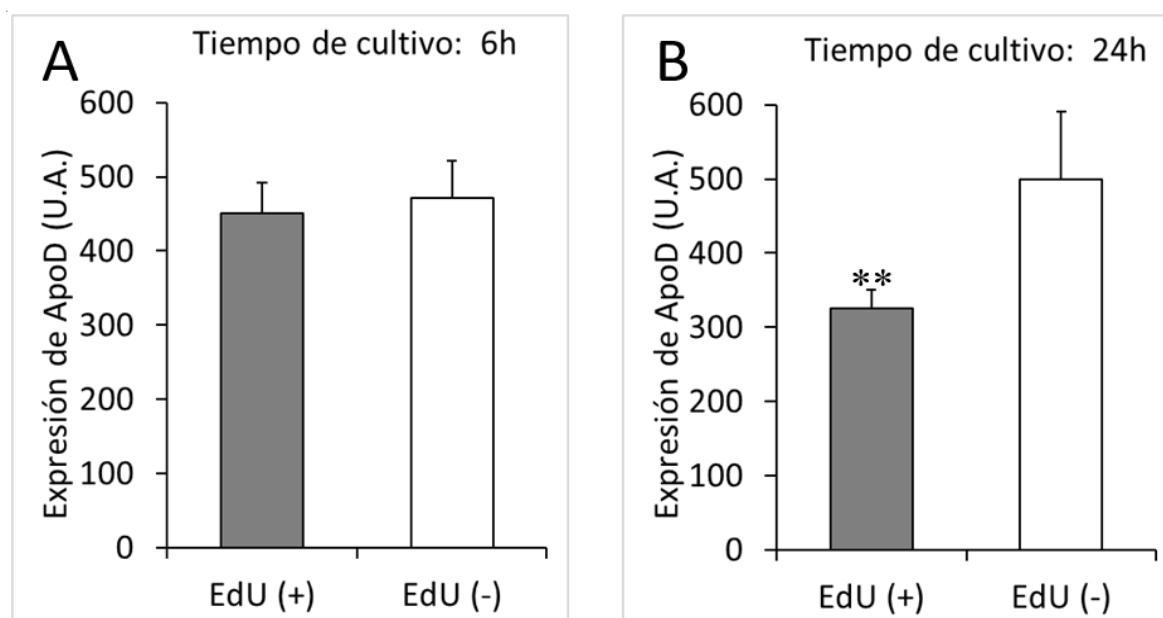 A
Tiempo de cultivo: 6h
Expresión de ApoD (U.A.)
600
500
400
300
200
100
0
EdU (+)
EdU (-)
B
Tiempo de cultivo: 24h
Expresión de ApoD (U.A.)
600
500
400
300
200
100
0
**
EdU (+)
EdU (-)